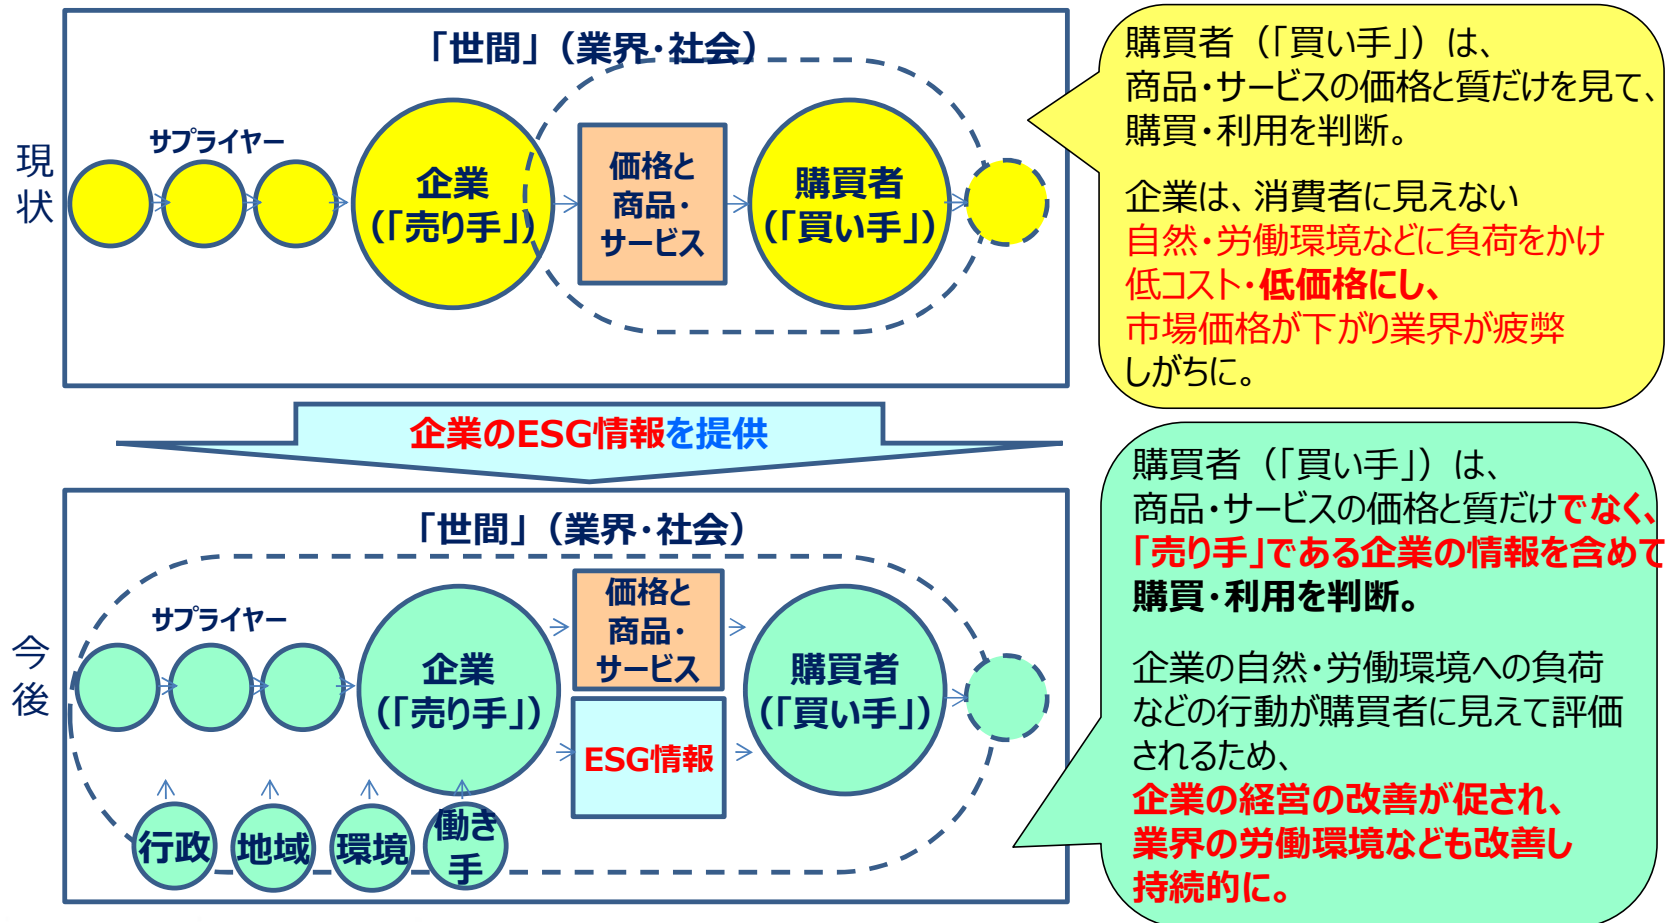 現状
「世間」（業界・社会）
サプライヤー
企業
（「売り手」）
価格と
商品・
サービス
購買者
（「買い手」）
購買者（「買い手」）は、
商品・サービスの価格と質だけを見て、
購買・利用を判断。
企業は、消費者に見えない
自然・労働環境などに負荷をかけ
低コスト・低価格にし、
市場価格が下がり業界が疲弊
しがちに。
企業のESG情報を提供
今後
「世間」（業界・社会）
サプライヤー
企業
（「売り手」）
価格と
商品・
サービス
ESG情報
購買者
（「買い手」）
行政
地域
環境
働き
手
購買者（「買い手」）は、
商品・サービスの価格と質だけでなく、
「売り手」である企業の情報を含めて
購買・利用を判断。
企業の自然・労働環境への負荷
などの行動が購買者に見えて評価
されるため、
企業の経営の改善が促され、
業界の労働環境なども改善し
持続的に。